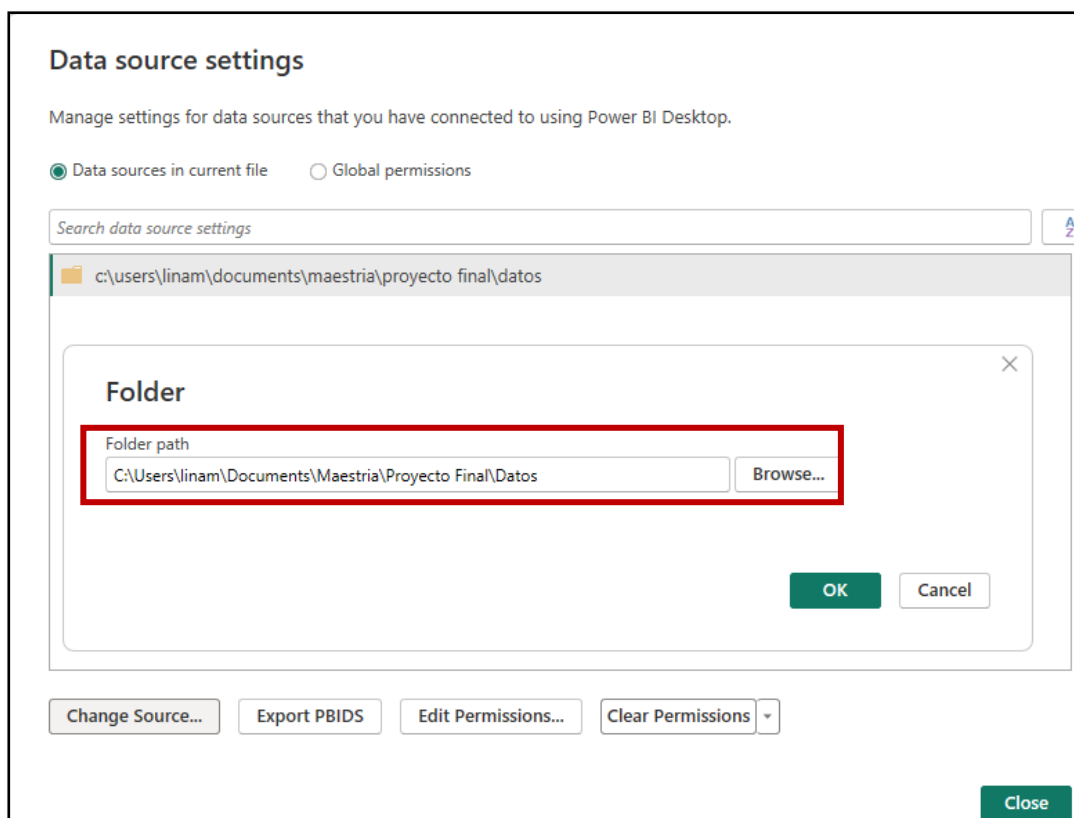 Data source settings
Manage settings for data sources that you have connected to using Power BI Desktop.
Data sources in current file Global permissions
Search data source settings
A
Z
c:\users\linam\documents\maestria\proyecto final\datos
Folder
Folder path
C:\Users\linam\Documents\Maestria\Proyecto Final\Datos Browse...
OK Cancel
Change Source... Export PBIDS Edit Permissions... Clear Permissions
Close